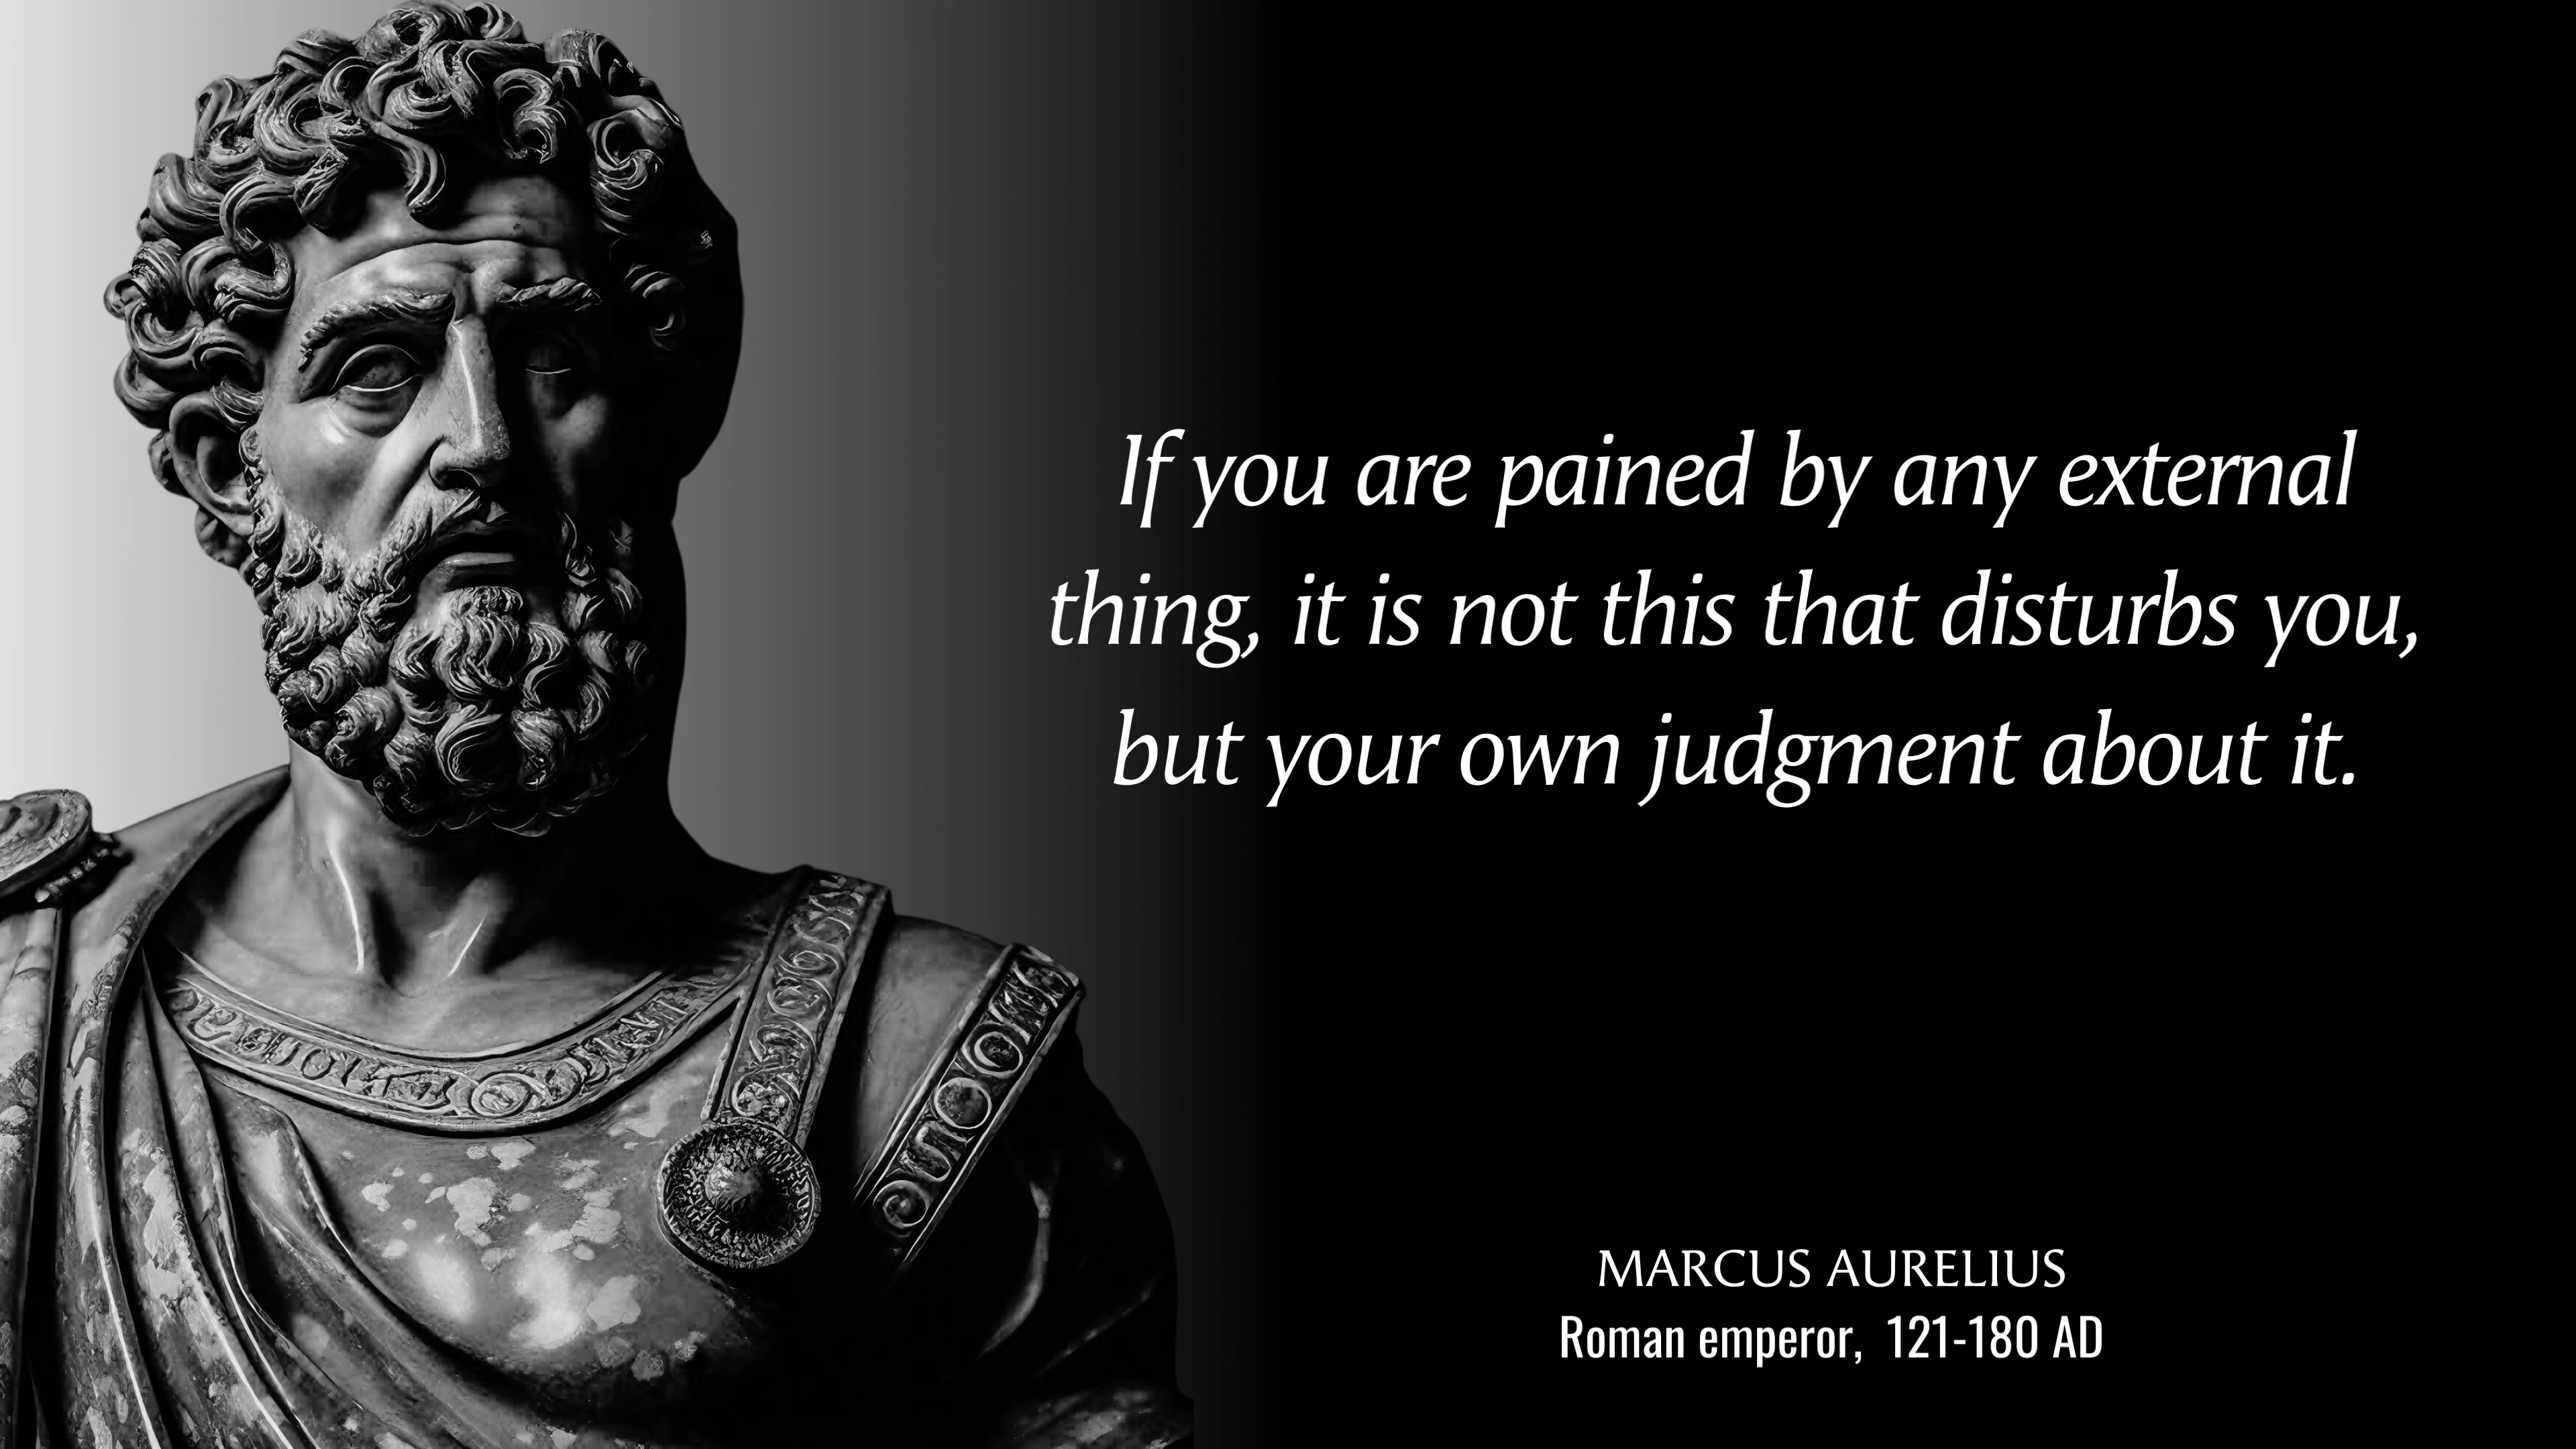 If you are pained by any external
thing, it is not this that disturbs you,
but your own judgment about it.
MARCUS AURELIUS
Roman emperor, 121-180 AD